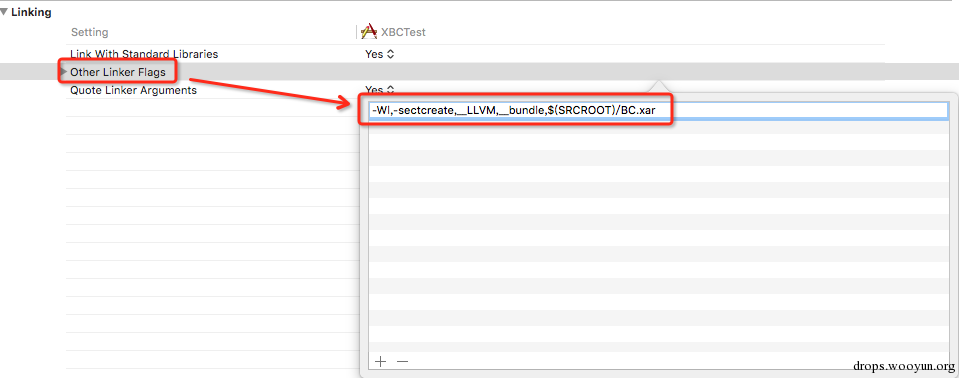 Linking
Setting XBCTest
Link With Standard Libraries Yes
Other Linker Flags
Quote Linker Arguments Yes
-Wl,-sectcreate,__LLVM,__bundle,$(SRCROOT)/BC.xar
drops.wooyun.org